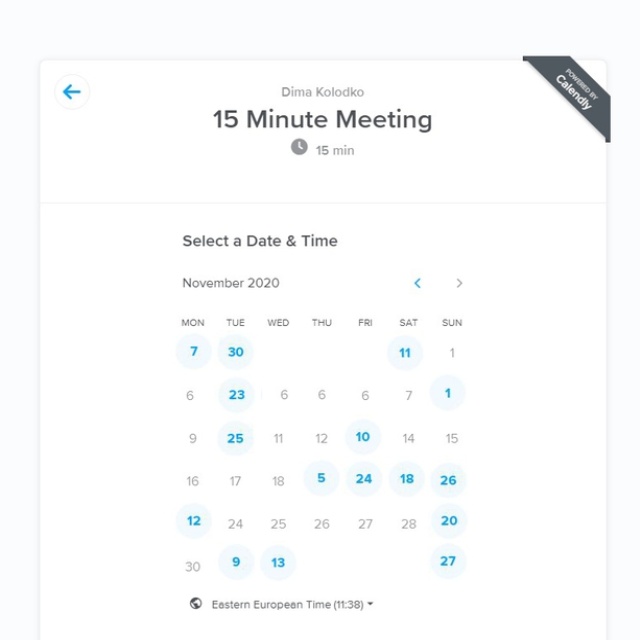 POWERED BY
Calendly
Dima Kolodko
15 Minute Meeting
15 min
Select a Date & Time
November 2020
MON TUE WED THU FRI SAT SUN
7 30 11 1
6 23 6 6 6 7 1
9 25 11 12 10 14 15
16 17 18 5 24 18 26
12 24 25 26 27 28 20
30 9 13 27
Eastern European Time (11:38)